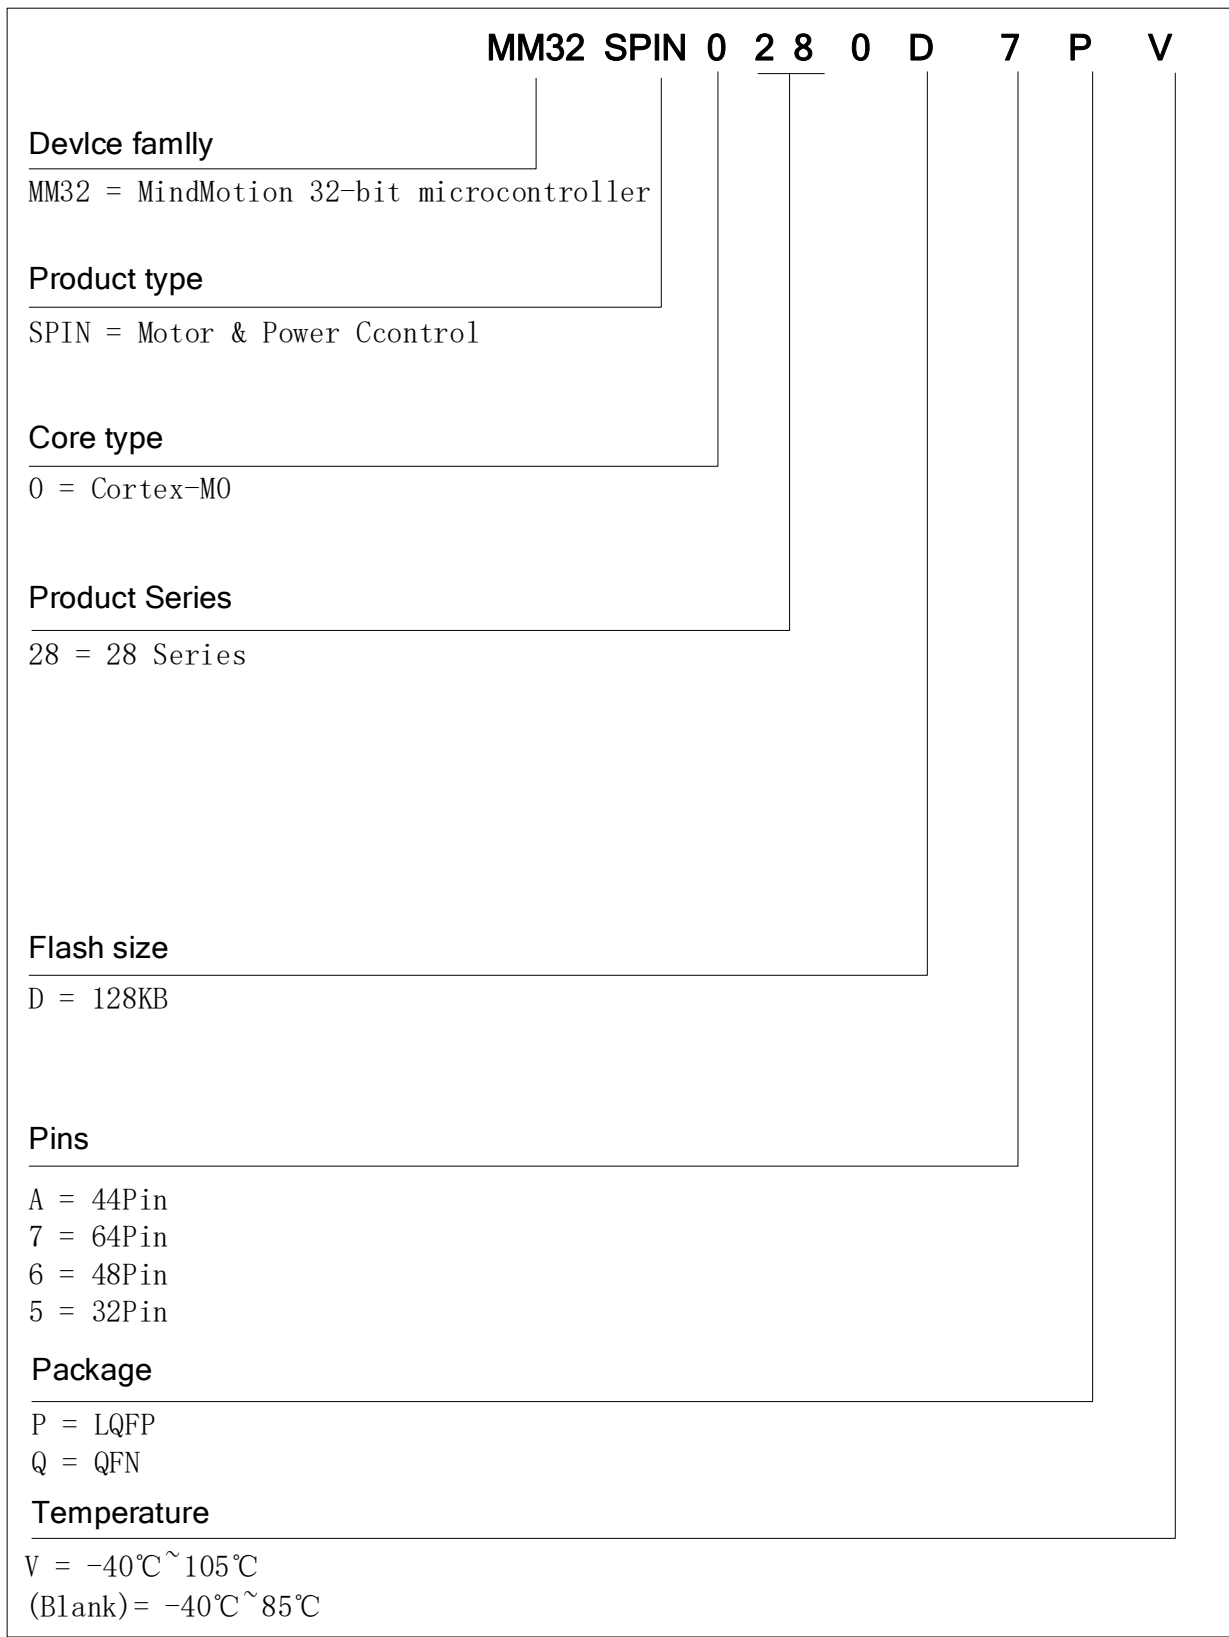 MM32 SPIN 0 2 8 0 D 7 P V
DevIce famIly
MM32 = MindMotion 32-bit microcontroller
Product type
SPIN = Motor & Power Ccontrol
Core type
0 = Cortex-M0
Product Series
28 = 28 Series
Flash size
D = 128KB
Pins
A = 44Pin
7 = 64Pin
6 = 48Pin
5 = 32Pin
Package
P = LQFP
Q = QFN
Temperature
V = -40℃~105℃
(Blank)= -40℃~85℃